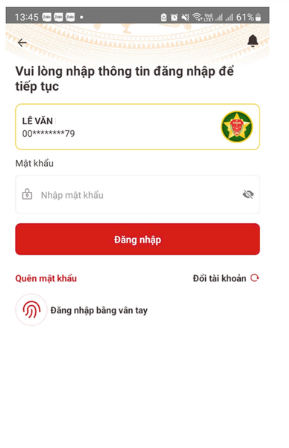 13:45
61%
Vui lòng nhập thông tin đăng nhập để
tiếp tục
LÊ VĂN
00********79
Mật khẩu
Nhập mật khẩu
Đăng nhập
Quên mật khẩu
Đổi tài khoản
Đăng nhập bằng vân tay